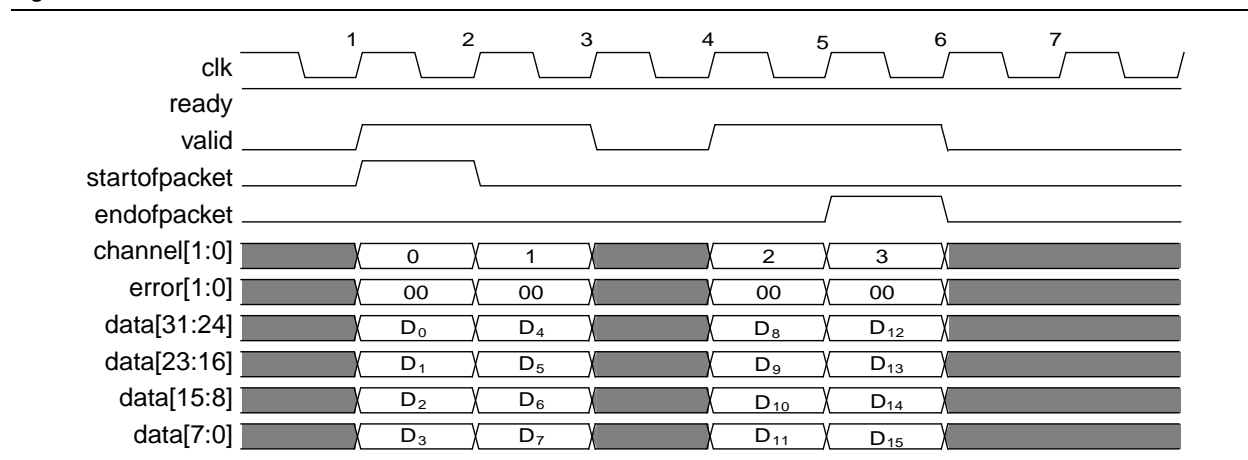 1 2 3 4 5 6 7
clk
ready
valid
startofpacket
endofpacket
channel[1:0] 0 1 2 3
error[1:0] 00 00 00 00
data[31:24] D₀ D₄ D₈ D₁₂
data[23:16] D₁ D₅ D₉ D₁₃
data[15:8] D₂ D₆ D₁₀ D₁₄
data[7:0] D₃ D₇ D₁₁ D₁₅